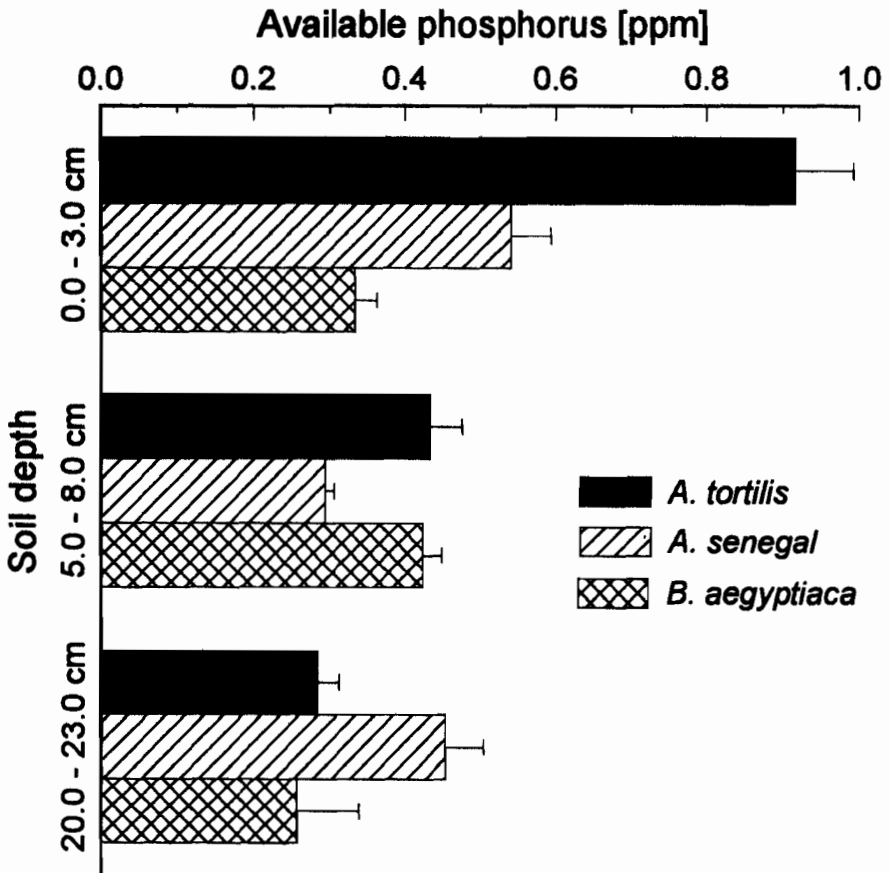 Available phosphorus [ppm]
0.0 0.2 0.4 0.6 0.8 1.0
Soil depth
0.0 - 3.0 cm
5.0 - 8.0 cm
20.0 - 23.0 cm
A. tortilis
A. senegal
B. aegyptiaca